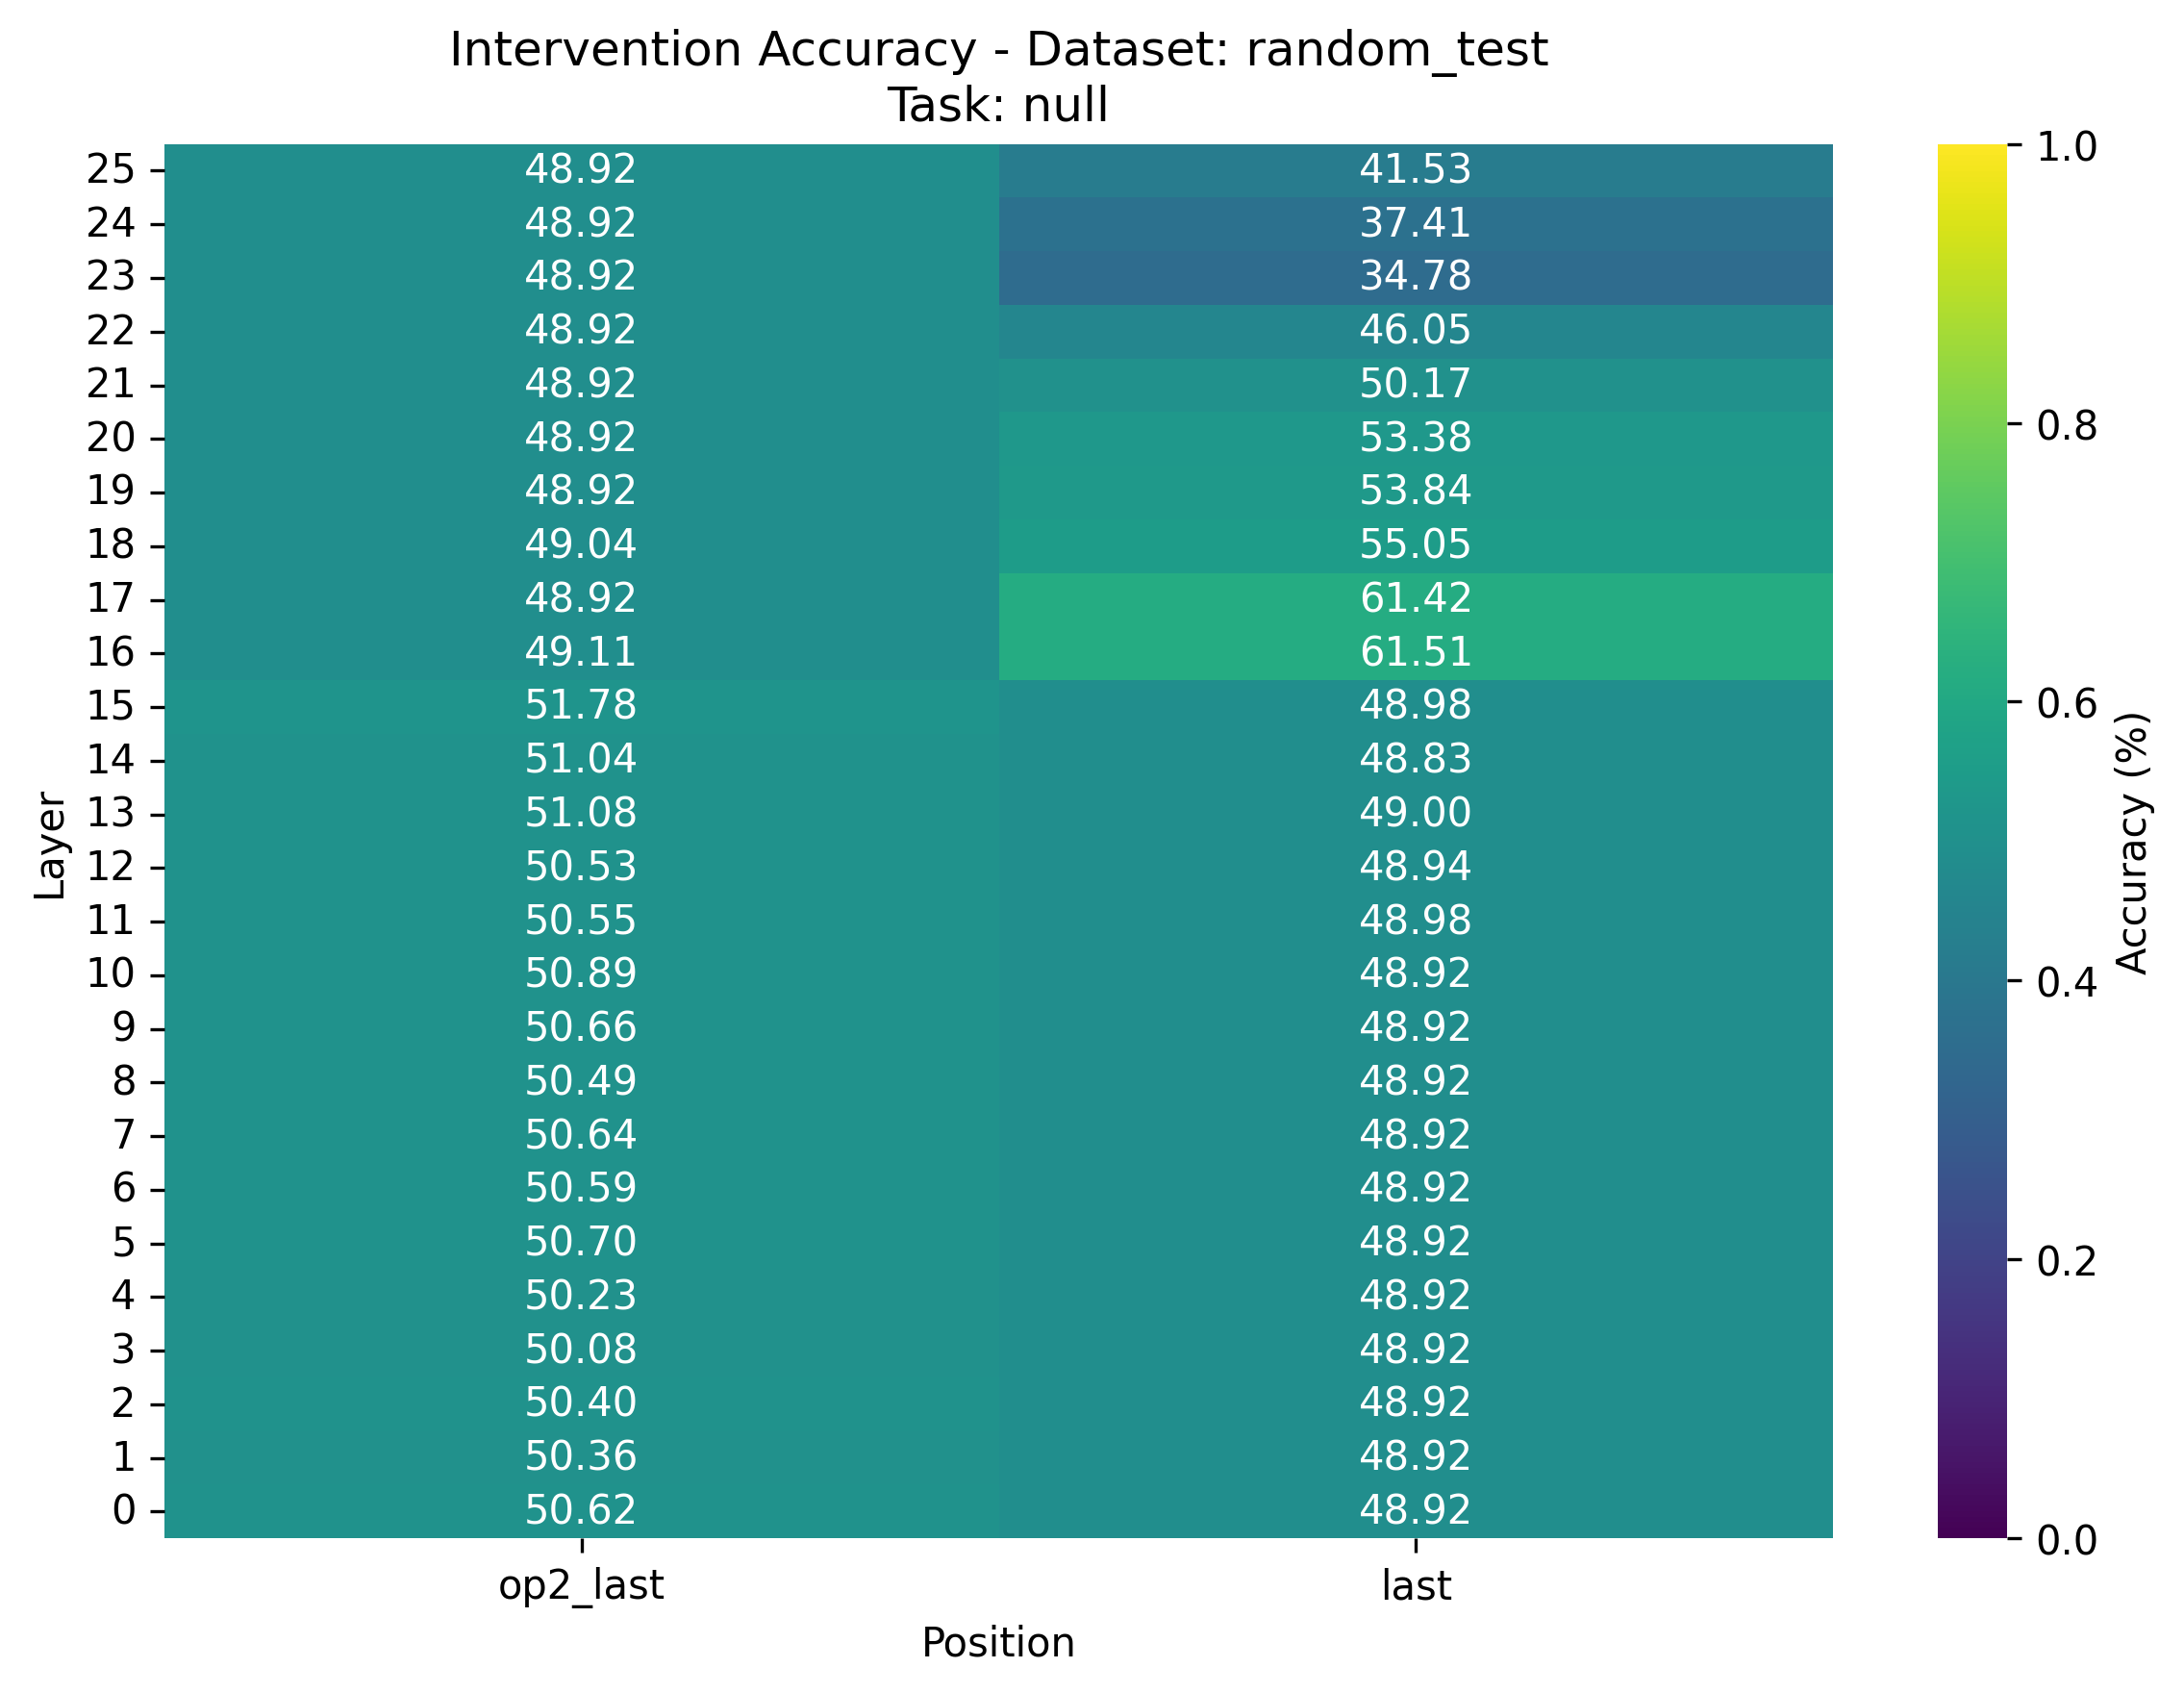 Intervention Accuracy - Dataset: random_test
Task: null
25 48.92 41.53
24 48.92 37.41
23 48.92 34.78
22 48.92 46.05
21 48.92 50.17
20 48.92 53.38
19 48.92 53.84
18 49.04 55.05
17 48.92 61.42
16 49.11 61.51
15 51.78 48.98
14 51.04 48.83
13 51.08 49.00
12 50.53 48.94
11 50.55 48.98
10 50.89 48.92
9 50.66 48.92
8 50.49 48.92
7 50.64 48.92
6 50.59 48.92
5 50.70 48.92
4 50.23 48.92
3 50.08 48.92
2 50.40 48.92
1 50.36 48.92
0 50.62 48.92
Layer
op2_last last
Position
1.0
0.8
0.6
0.4
0.2
0.0
Accuracy (%)